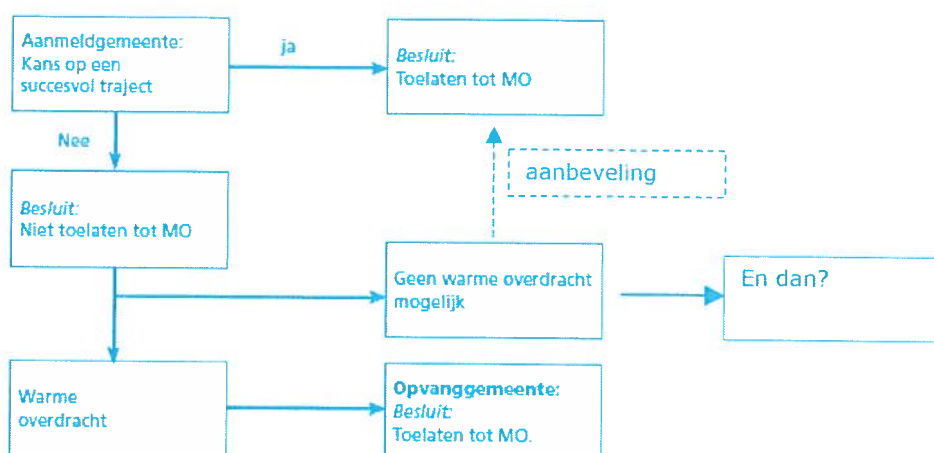 Aanmeldgemeente:
Kans op een
succesvol traject
ja
Besluit:
Toelaten tot MO
Nee
aanbeveling
Besluit:
Niet toelaten tot MO
Geen warme overdracht
mogelijk
En dan?
Warme
overdracht
Opvanggemeente:
Besluit:
Toelaten tot MO.